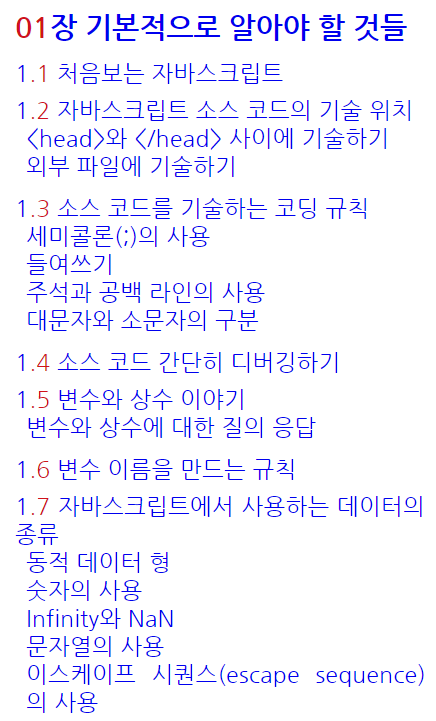 01장 기본적으로 알아야 할 것들
1.1 처음보는 자바스크립트
1.2 자바스크립트 소스 코드의 기술 위치
<head>와 </head> 사이에 기술하기
외부 파일에 기술하기
1.3 소스 코드를 기술하는 코딩 규칙
세미콜론(;)의 사용
들여쓰기
주석과 공백 라인의 사용
대문자와 소문자의 구분
1.4 소스 코드 간단히 디버깅하기
1.5 변수와 상수 이야기
변수와 상수에 대한 질의 응답
1.6 변수 이름을 만드는 규칙
1.7 자바스크립트에서 사용하는 데이터의
종류
동적 데이터 형
숫자의 사용
Infinity와 NaN
문자열의 사용
이스케이프 시퀀스(escape sequence)
의 사용